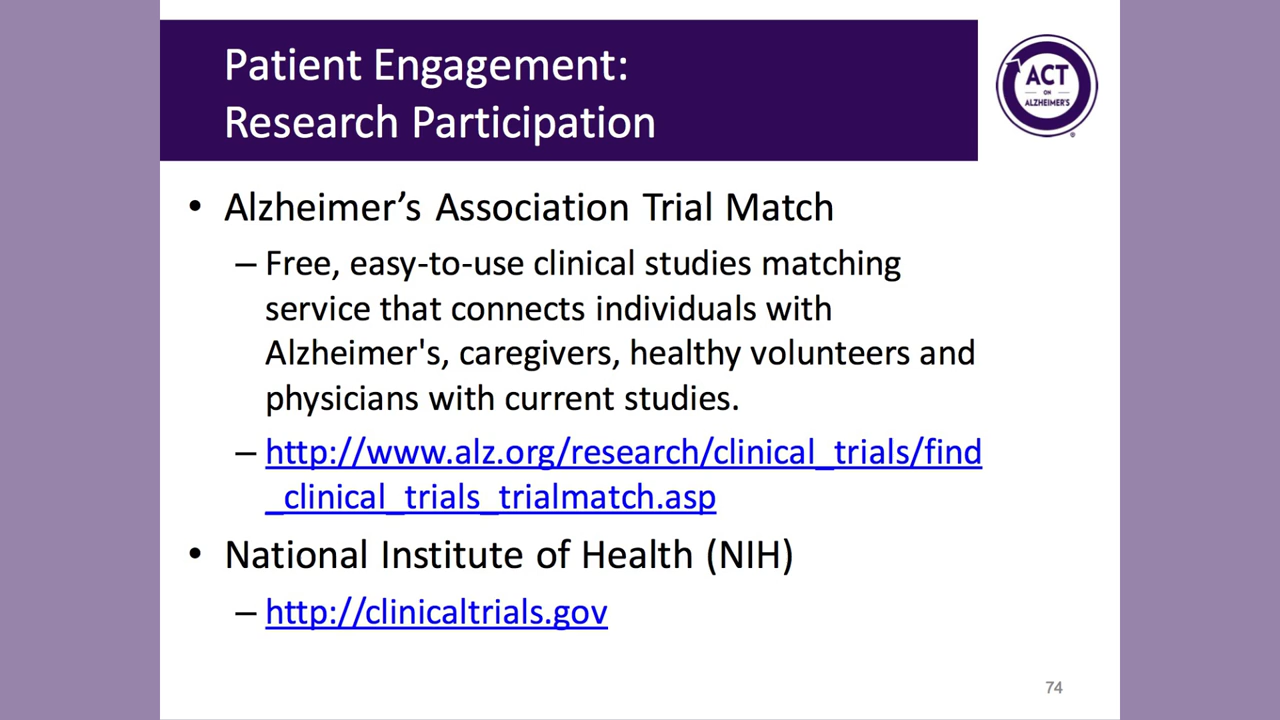 Patient Engagement:
Research Participation
ACT
ON
ALZHEIMER'S
®
• Alzheimer’s Association Trial Match
– Free, easy-to-use clinical studies matching
service that connects individuals with
Alzheimer's, caregivers, healthy volunteers and
physicians with current studies.
– http://www.alz.org/research/clinical_trials/find
_clinical_trials_trialmatch.asp
• National Institute of Health (NIH)
– http://clinicaltrials.gov
74